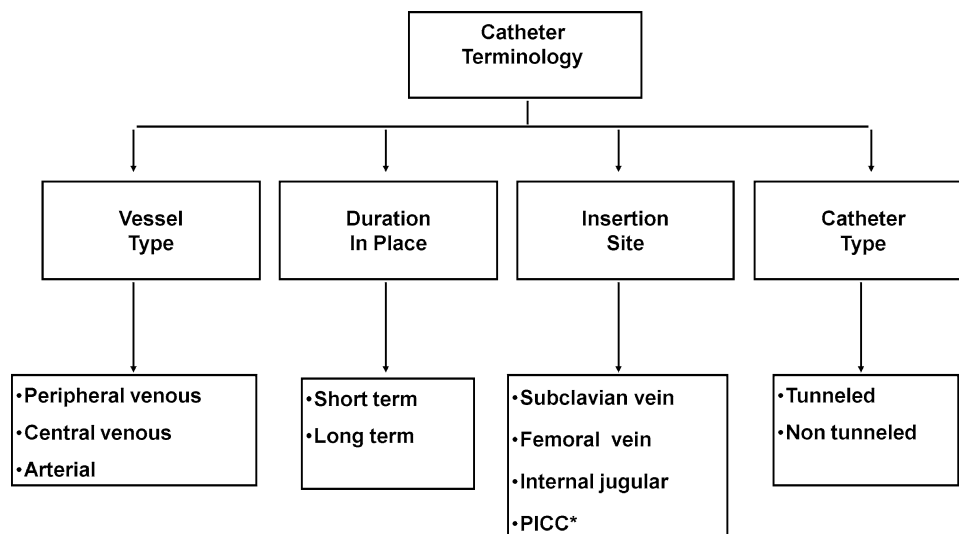 Catheter
Terminology
Vessel
Type
Duration
In Place
Insertion
Site
Catheter
Type
•Peripheral venous
•Central venous
•Arterial
•Short term
•Long term
•Subclavian vein
•Femoral vein
•Internal jugular
•PICC*
•Tunneled
•Non tunneled